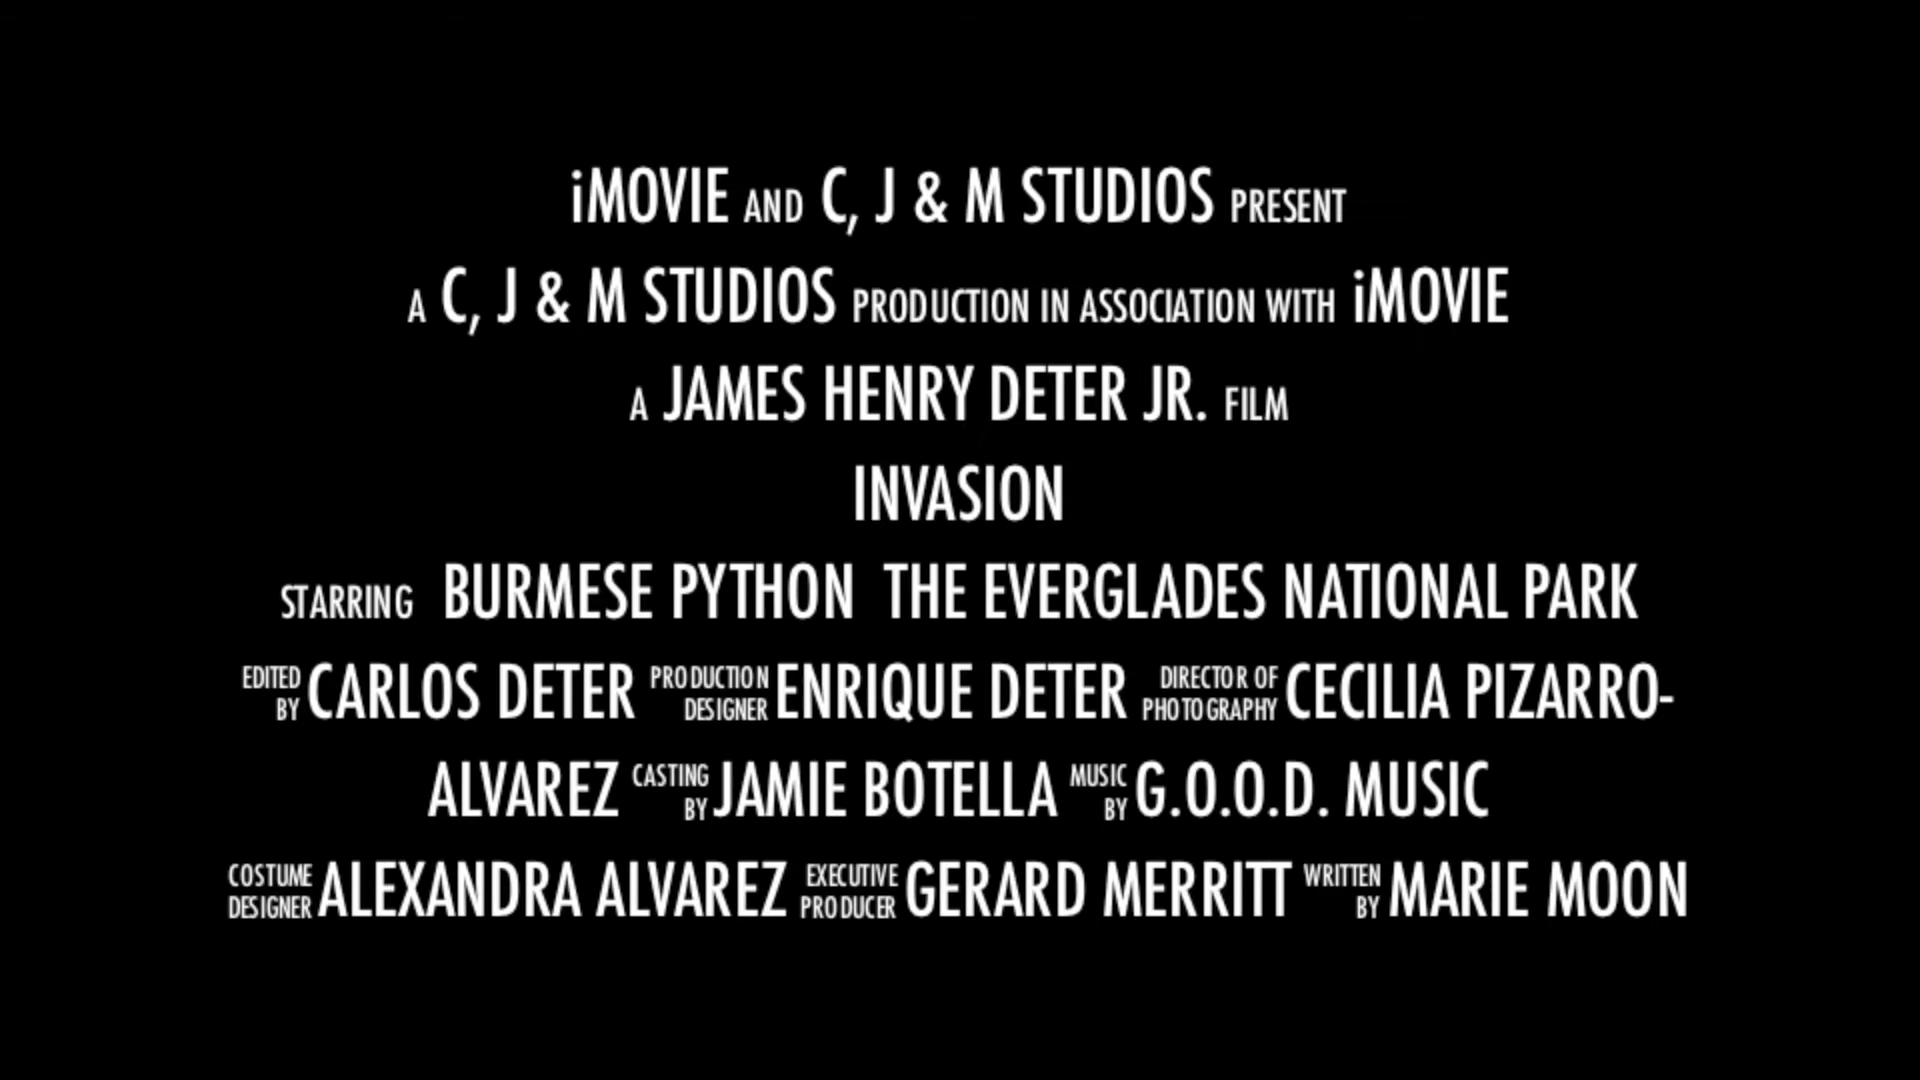 iMOVIE AND C, J & M STUDIOS PRESENT
A C, J & M STUDIOS PRODUCTION IN ASSOCIATION WITH iMOVIE
A JAMES HENRY DETER JR. FILM
INVASION
STARRING BURMESE PYTHON THE EVERGLADES NATIONAL PARK
EDITED BY CARLOS DETER PRODUCTION DESIGNER ENRIQUE DETER DIRECTOR OF PHOTOGRAPHY CECILIA PIZARRO-
ALVAREZ CASTING BY JAMIE BOTELLA MUSIC BY G.O.O.D. MUSIC
COSTUME DESIGNER ALEXANDRA ALVAREZ EXECUTIVE PRODUCER GERARD MERRITT WRITTEN BY MARIE MOON